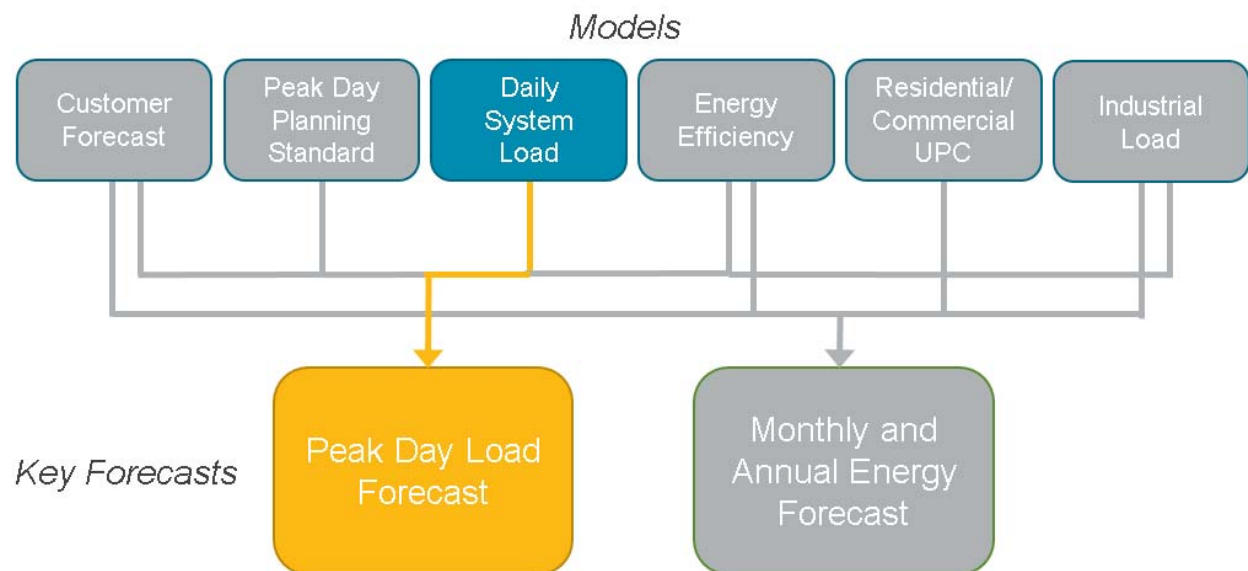 Models
Customer
Forecast
Peak Day
Planning
Standard
Daily
System
Load
Energy
Efficiency
Residential/
Commercial
UPC
Industrial
Load
Key Forecasts
Peak Day Load
Forecast
Monthly and
Annual Energy
Forecast